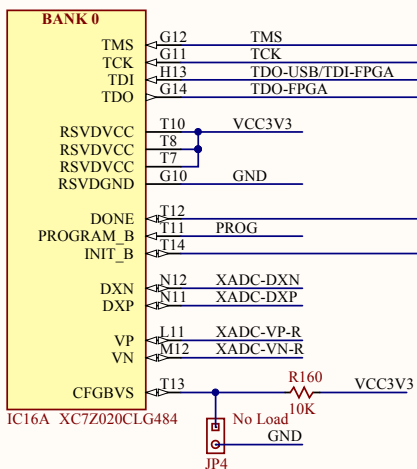 BANK 0
TMS G12 TMS
TCK G11 TCK
TDI H13 TDO-USB/TDI-FPGA
TDO G14 TDO-FPGA
RSVDVCC T10 VCC3V3
RSVDVCC T8
RSVDVCC T7
RSVDGND G10 GND
DONE T12
PROGRAM_B T11 PROG
INIT_B T14
DXN N12 XADC-DXN
DXP N11 XADC-DXP
VP L11 XADC-VP-R
VN M12 XADC-VN-R
CFGBVS T13 R160 VCC3V3
IC16A XC7Z020CLG484 No Load 10K
GND
JP4